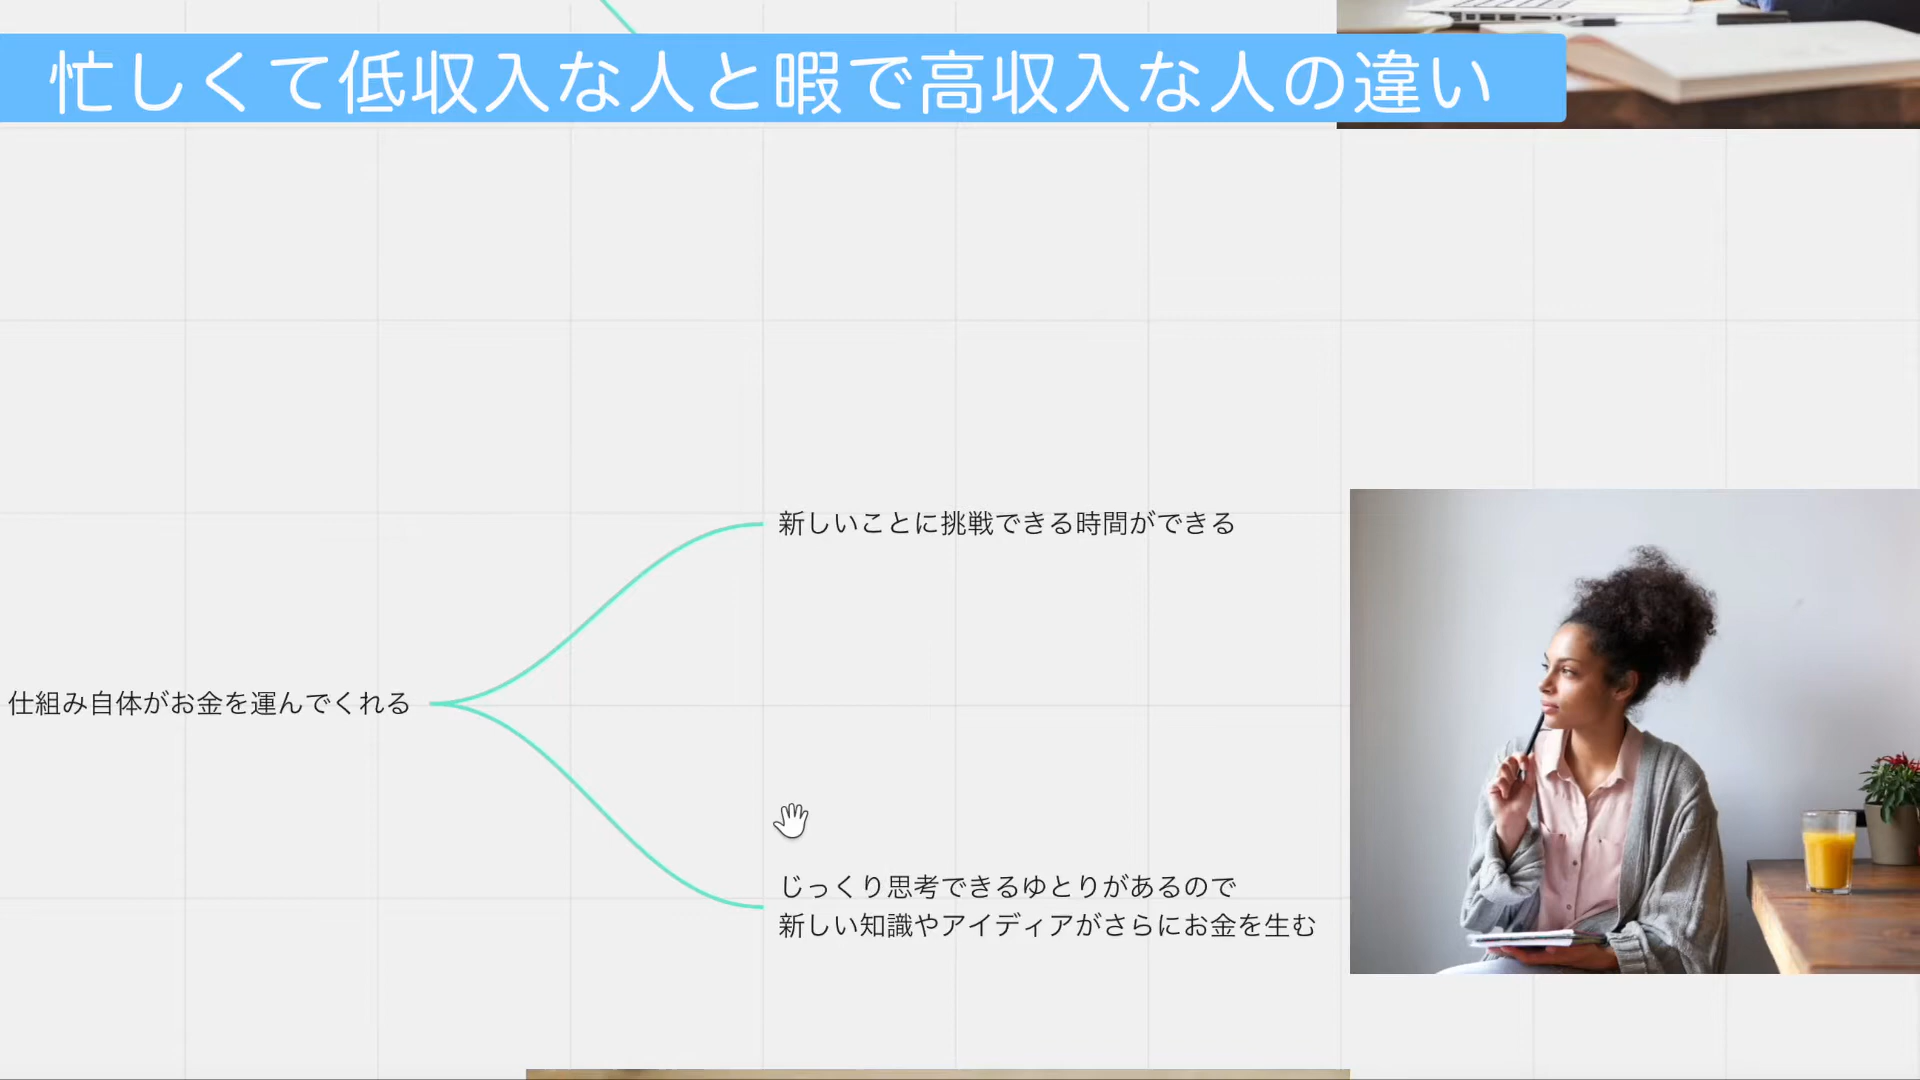 忙しくて低収入な人と暇で高収入な人の違い
新しいことに挑戦できる時間ができる
仕組み自体がお金を運んでくれる
じっくり思考できるゆとりがあるので
新しい知識やアイディアがさらにお金を生む